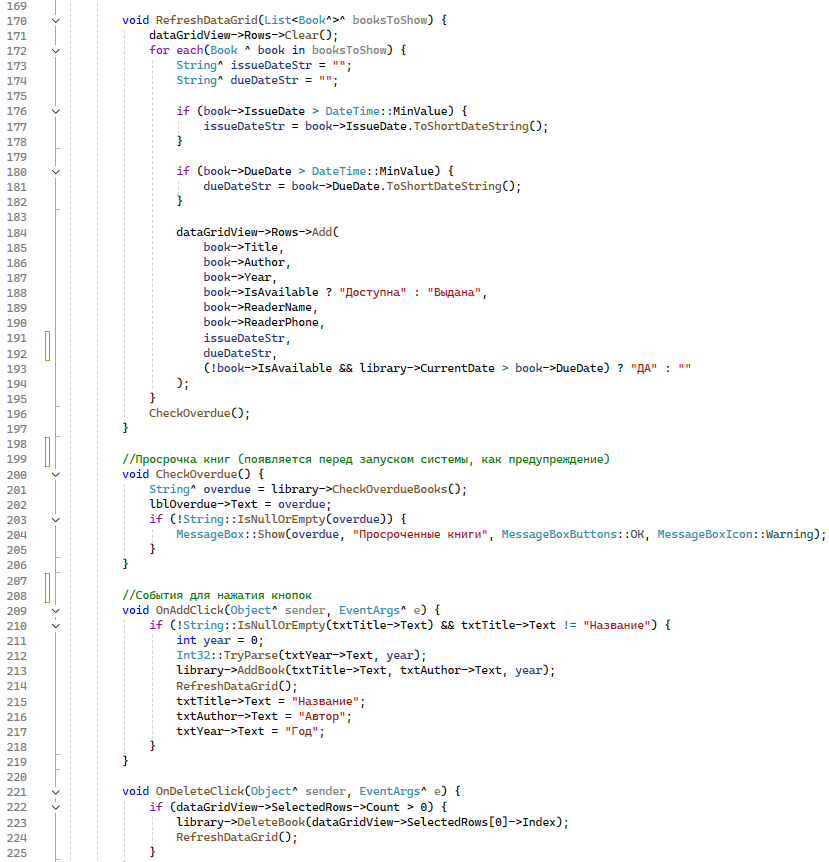 169
170 void RefreshDataGrid(List<Book^>^ booksToShow) {
171 dataGridView->Rows->Clear();
172 for each(Book ^ book in booksToShow) {
173 String^ issueDateStr = "";
174 String^ dueDateStr = "";
175
176 if (book->IssueDate > DateTime::MinValue) {
177 issueDateStr = book->IssueDate.ToShortDateString();
178 }
179
180 if (book->DueDate > DateTime::MinValue) {
181 dueDateStr = book->DueDate.ToShortDateString();
182 }
183
184 dataGridView->Rows->Add(
185 book->Title,
186 book->Author,
187 book->Year,
188 book->IsAvailable ? "Доступна" : "Выдана",
189 book->ReaderName,
190 book->ReaderPhone,
191 issueDateStr,
192 dueDateStr,
193 (!book->IsAvailable && library->CurrentDate > book->DueDate) ? "ДА" : ""
194 );
195 }
196 CheckOverdue();
197 }
198
199 //Просрочка книг (появляется перед запуском системы, как предупреждение)
200 void CheckOverdue() {
201 String^ overdue = library->CheckOverdueBooks();
202 lblOverdue->Text = overdue;
203 if (!String::IsNullOrEmpty(overdue)) {
204 MessageBox::Show(overdue, "Просроченные книги", MessageBoxButtons::OK, MessageBoxIcon::Warning);
205 }
206 }
207
208 //События для нажатия кнопок
209 void OnAddClick(Object^ sender, EventArgs^ e) {
210 if (!String::IsNullOrEmpty(txtTitle->Text) && txtTitle->Text != "Название") {
211 int year = 0;
212 Int32::TryParse(txtYear->Text, year);
213 library->AddBook(txtTitle->Text, txtAuthor->Text, year);
214 RefreshDataGrid();
215 txtTitle->Text = "Название";
216 txtAuthor->Text = "Автор";
217 txtYear->Text = "Год";
218 }
219 }
220
221 void OnDeleteClick(Object^ sender, EventArgs^ e) {
222 if (dataGridView->SelectedRows->Count > 0) {
223 library->DeleteBook(dataGridView->SelectedRows[0]->Index);
224 RefreshDataGrid();
225 }